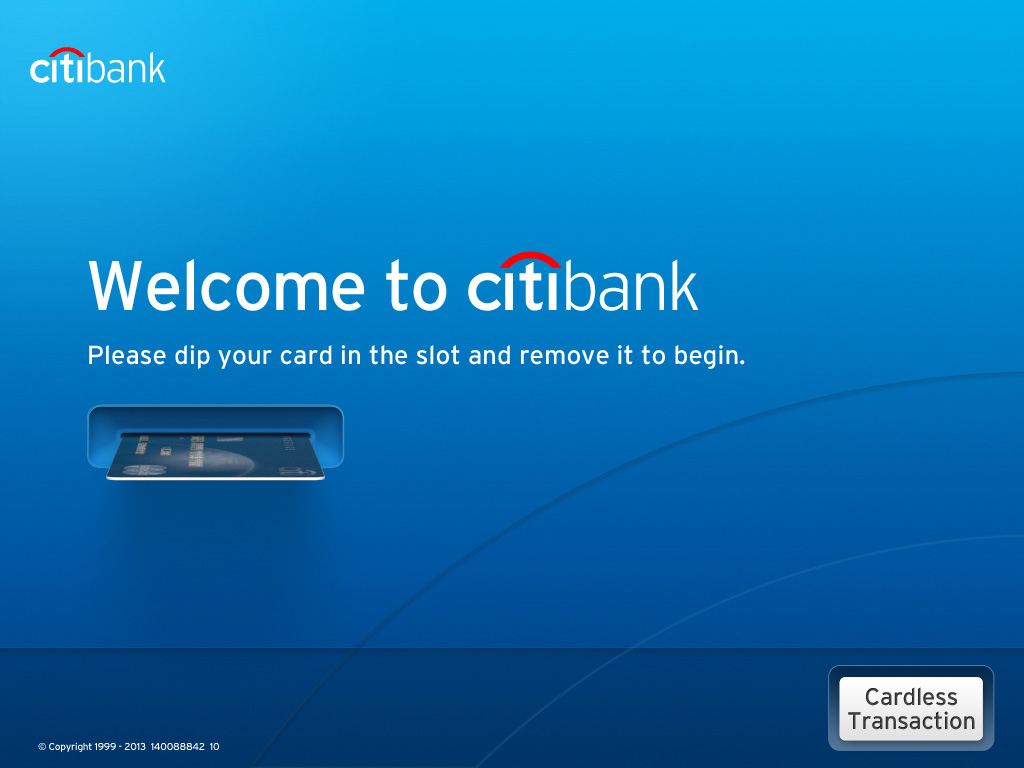 citibank
Welcome to citibank
Please dip your card in the slot and remove it to begin.
Cardless
Transaction
© Copyright 1999 - 2013 140088842 10